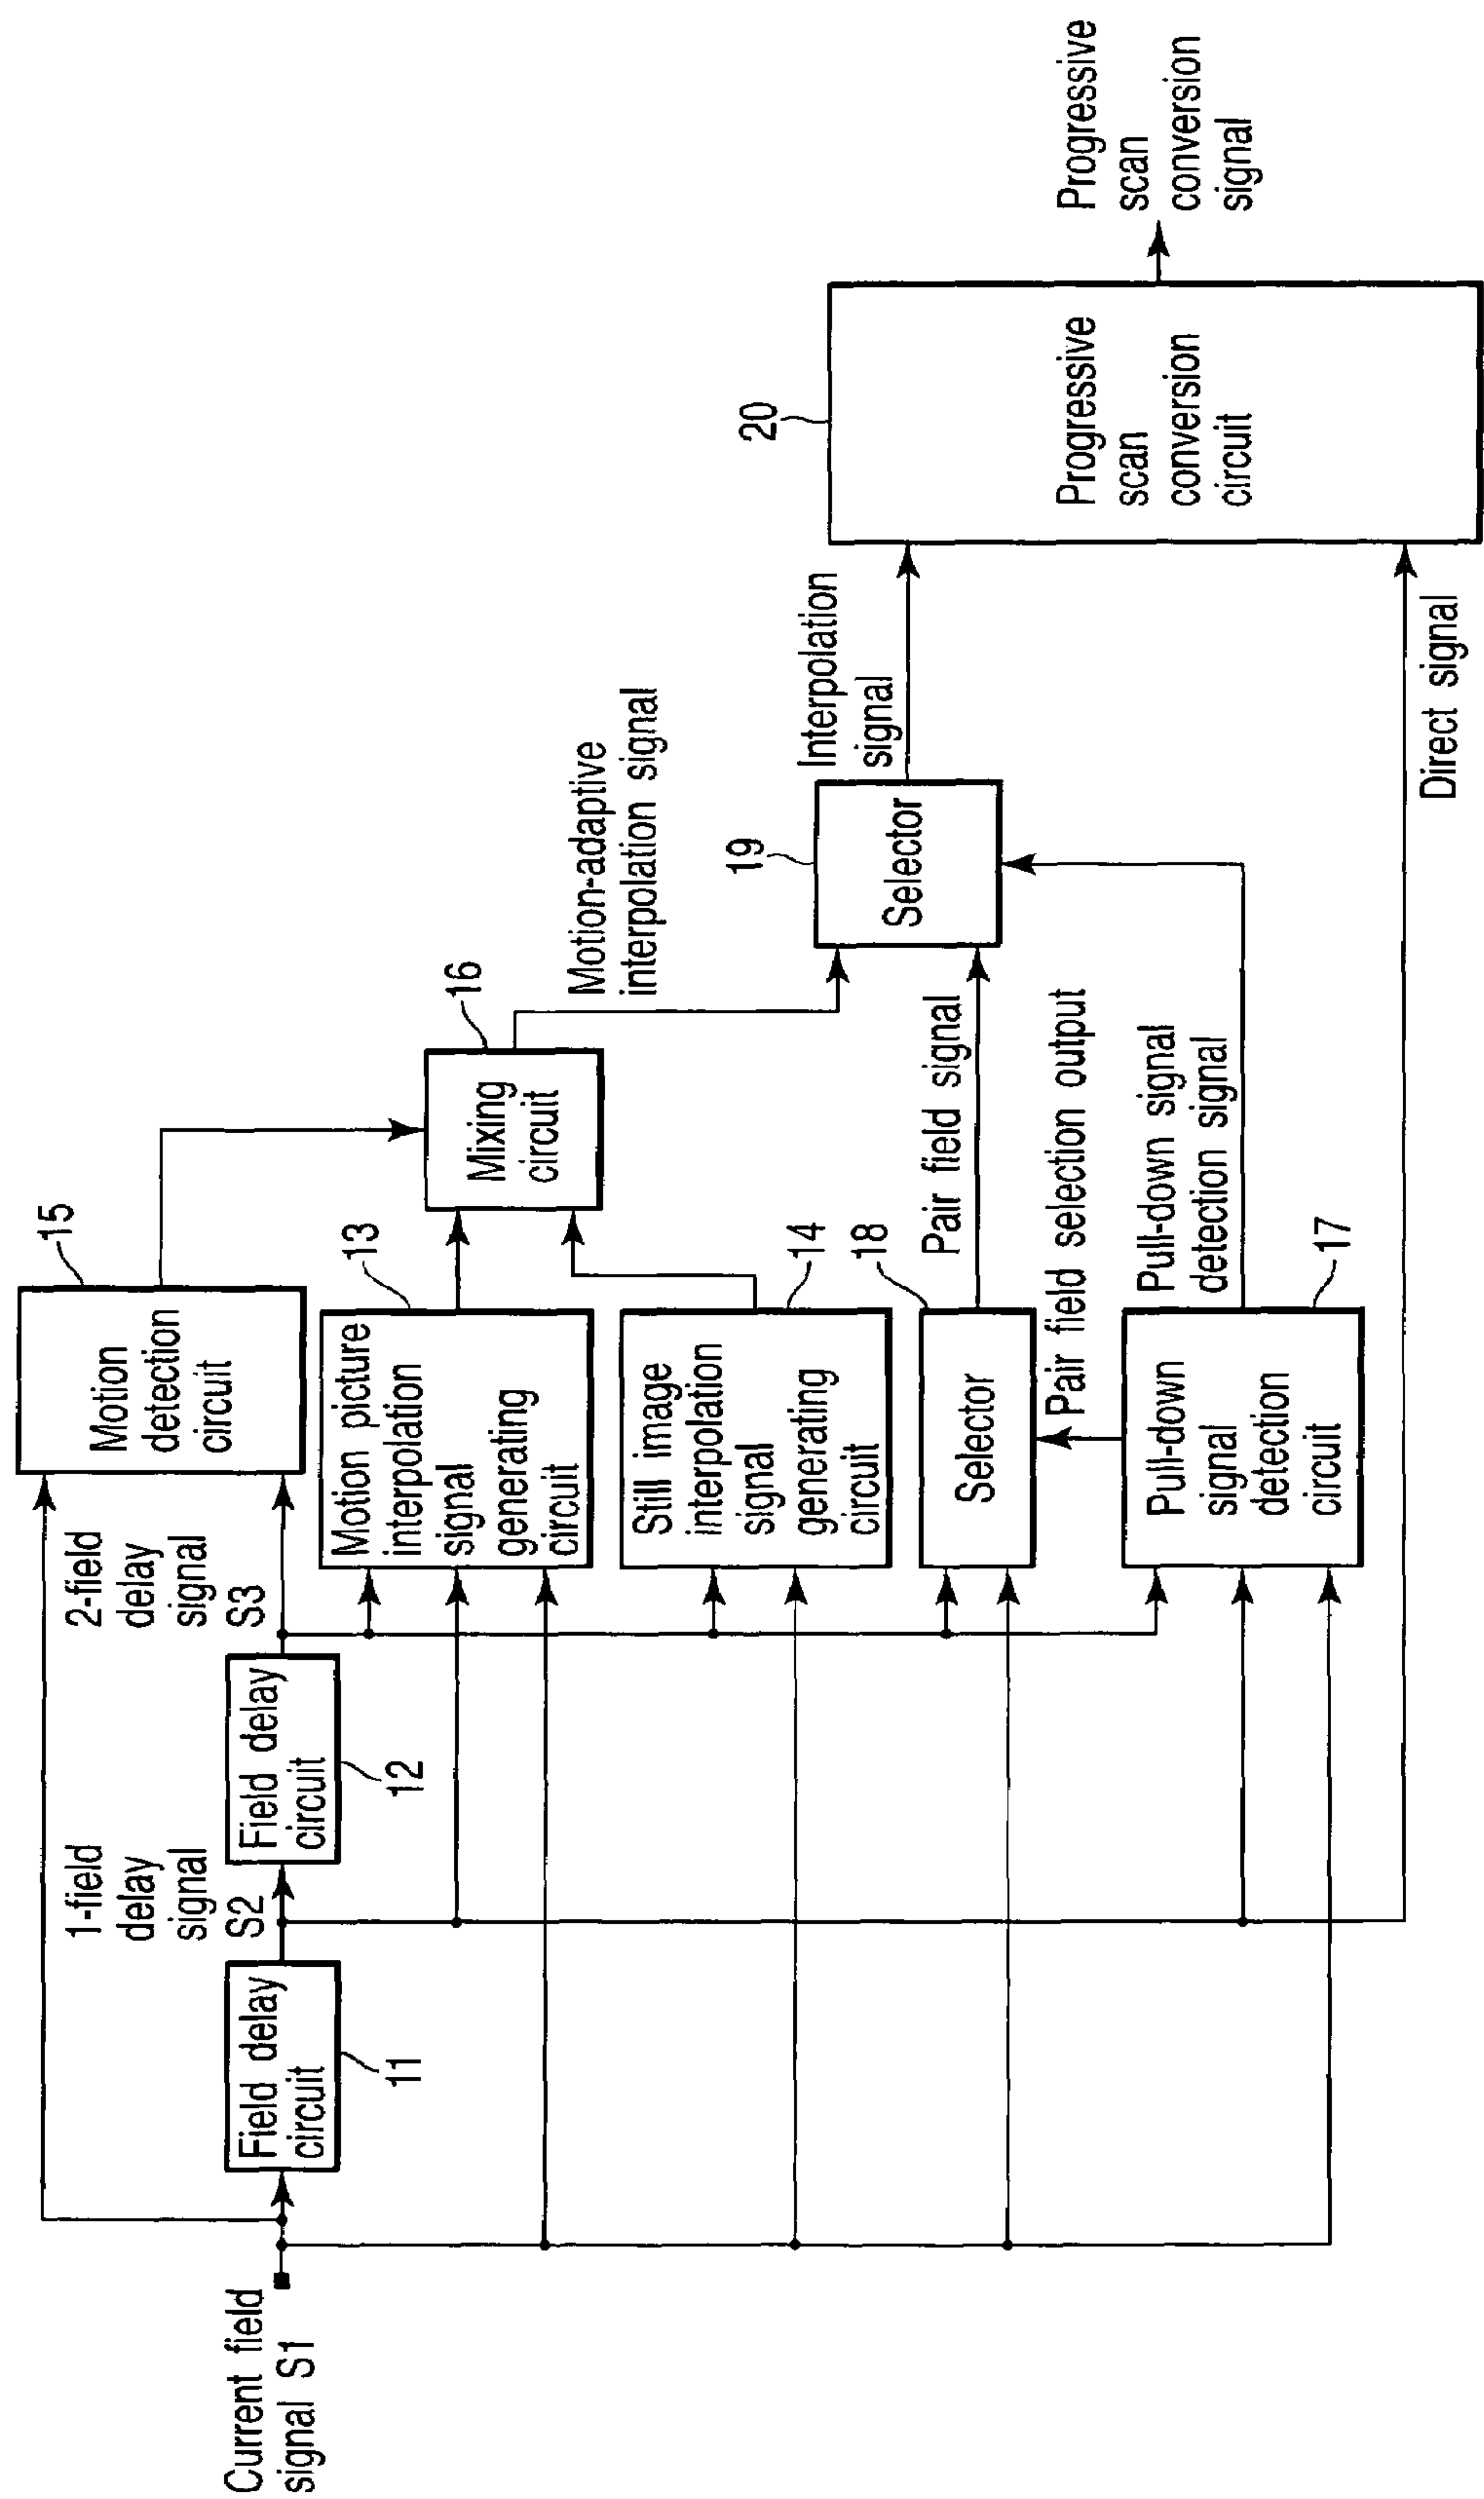 Current field
signal S1
Field delay
circuit
11
1-field
delay
signal
S2
Field delay
circuit
12
2-field
delay
signal
S3
Motion
detection
circuit
15
Motion picture
interpolation
signal
generating
circuit
13
Still image
interpolation
signal
generating
circuit
14
Selector
18
Pull-down
signal
detection
circuit
17
Mixing
circuit
16
Motion-adaptive
interpolation signal
Pair field signal
Pair field selection output
Pull-down signal
detection signal
Selector
19
Interpolation
signal
Direct signal
Progressive
scan
conversion
circuit
20
Progressive
scan
conversion
signal